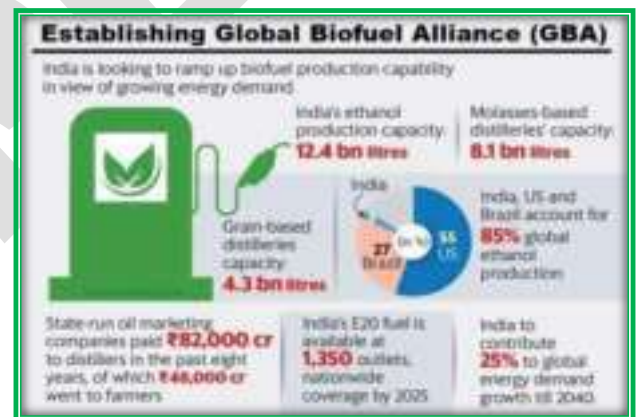 Establishing Global Biofuel Alliance (GBA)
India is looking to ramp up biofuel production capability
in view of growing energy demand
India's ethanol
production capacity:
12.4 bn litres
Molasses-based
distilleries' capacity:
8.1 bn litres
Grain-based
distilleries
capacity:
4.3 bn litres
India
(in %)
27
Brazil
55
US
India, US and
Brazil account for
85% global
ethanol
production
State-run oil marketing
companies paid ₹82,000 cr
to distillers in the past eight
years, of which ₹48,000 cr
went to farmers
India's E20 fuel is
available at
1,350 outlets,
nationwide
coverage by 2025
India to
contribute
25% to global
energy demand
growth till 2040